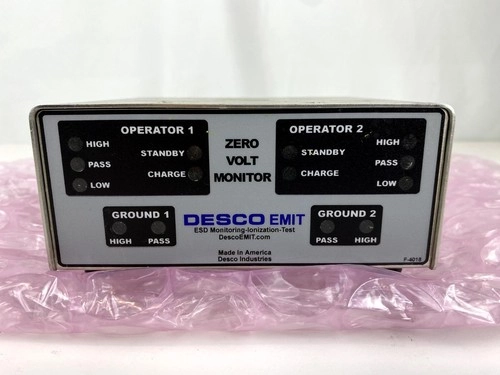 OPERATOR 1
HIGH
PASS
LOW
STANDBY
CHARGE
ZERO
VOLT
MONITOR
OPERATOR 2
STANDBY
CHARGE
HIGH
PASS
LOW
GROUND 1
HIGH PASS
DESCO EMIT
ESD Monitoring-Ionization-Test
DescoEMIT.com
Made in America
Desco Industries
GROUND 2
PASS HIGH
F-4018